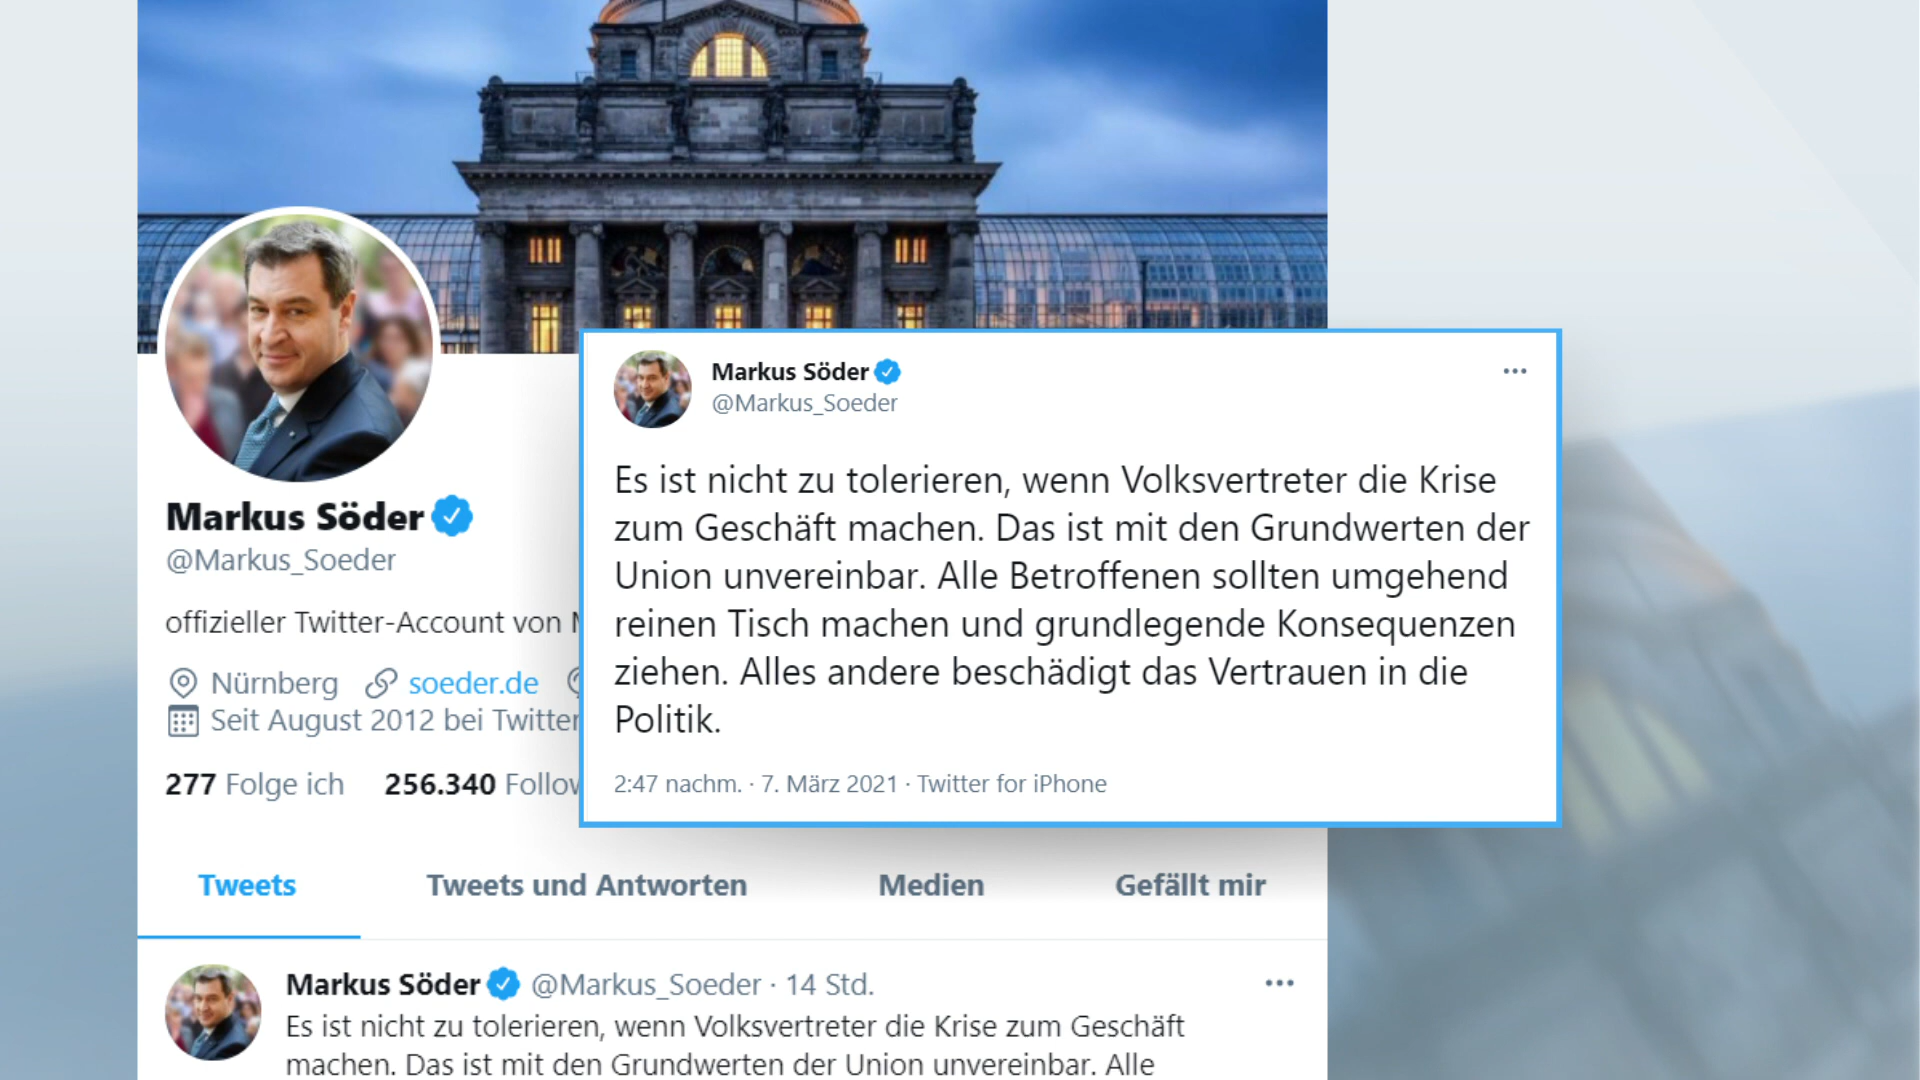 Markus Söder
@Markus_Soeder
offizieller Twitter-Account von
Nürnberg soeder.de
Seit August 2012 bei Twitter
277 Folge ich 256.340
Markus Söder
@Markus_Soeder
Es ist nicht zu tolerieren, wenn Volksvertreter die Krise
zum Geschäft machen. Das ist mit den Grundwerten der
Union unvereinbar. Alle Betroffenen sollten umgehend
reinen Tisch machen und grundlegende Konsequenzen
ziehen. Alles andere beschädigt das Vertrauen in die
Politik.
2:47 nachm. · 7. März 2021 · Twitter for iPhone
Tweets Tweets und Antworten Medien Gefällt mir
Markus Söder @Markus_Soeder · 14 Std.
Es ist nicht zu tolerieren, wenn Volksvertreter die Krise zum Geschäft
machen. Das ist mit den Grundwerten der Union unvereinbar. Alle